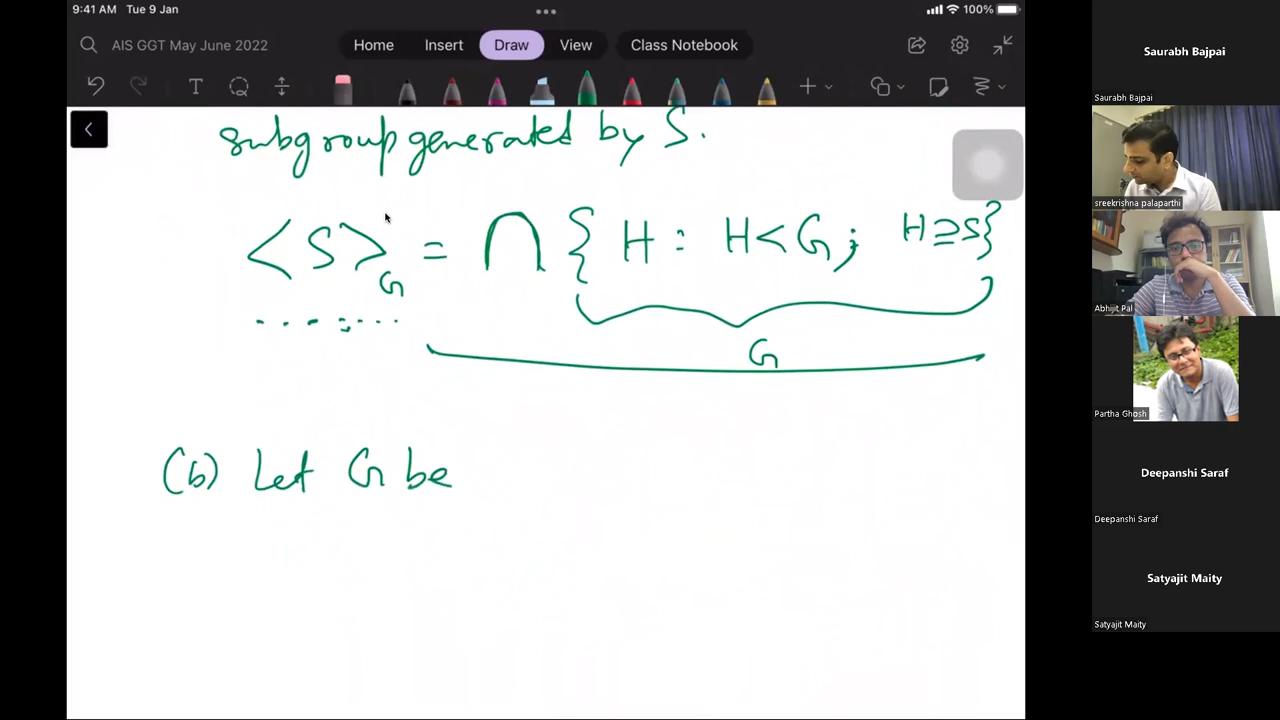 9:41 AM Tue 9 Jan
100%
AIS GGT May June 2022
Home Insert Draw View Class Notebook
subgroup generated by S.
<S>_G = ∩ { H : H < G ; H ⊇ S}
G
(b) Let G be
Saurabh Bajpai
Saurabh Bajpai
sreekrishna palaparthi
Abhijit Pal
Partha Ghosh
Deepanshi Saraf
Deepanshi Saraf
Satyajit Maity
Satyajit Maity